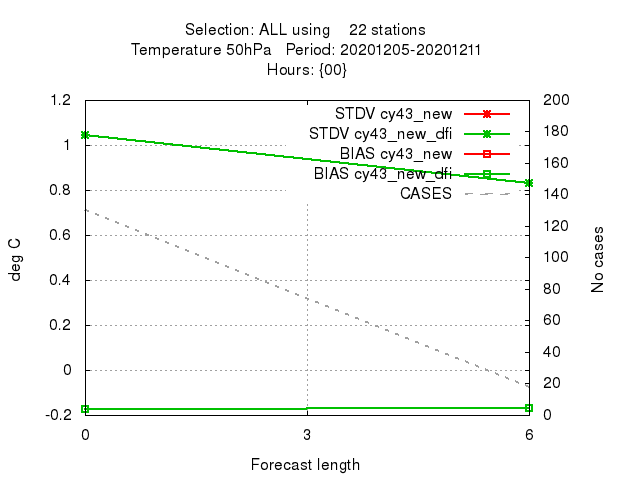 Selection: ALL using 22 stations
Temperature 50hPa Period: 20201205-20201211
Hours: {00}
1.2
1
0.8
0.6
0.4
0.2
0
-0.2
deg C
STDV cy43_new
STDV cy43_new_dfi
BIAS cy43_new
BIAS cy43_new_dfi
CASES
200
180
160
140
120
100
80
60
40
20
0
No cases
0 3 6
Forecast length